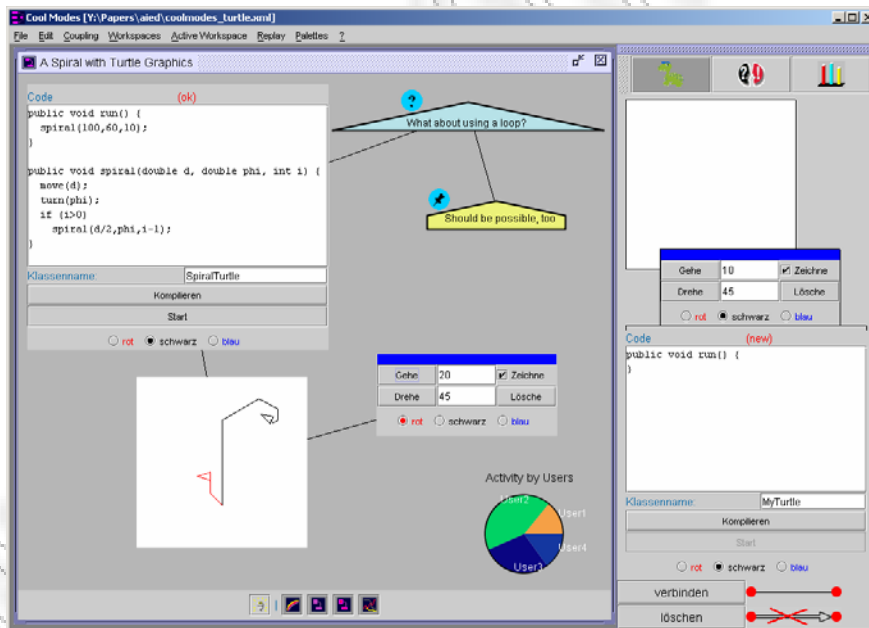 Cool Modes [Y:\Papers\aied\coolmodes_turtle.xml]
File Edit Coupling Workspaces Active Workspace Replay Palettes ?
A Spiral with Turtle Graphics
Code (ok)
public void run() {
spiral(100,60,10);
}
public void spiral(double d, double phi, int i) {
move(d);
turn(phi);
if (i>0)
spiral(d/2,phi,i-1);
}
Klassenname: SpiralTurtle
Kompilieren
Start
rot schwarz blau
?
What about using a loop?
Should be possible, too
Gehe 20 Zeichne
Drehe 45 Lösche
rot schwarz blau
Activity by Users
User2
User1
User4
User3
Gehe 10 Zeichne
Drehe 45 Lösche
rot schwarz blau
Code (new)
public void run() {
}
Klassenname: MyTurtle
Kompilieren
Start
rot schwarz blau
verbinden
löschen